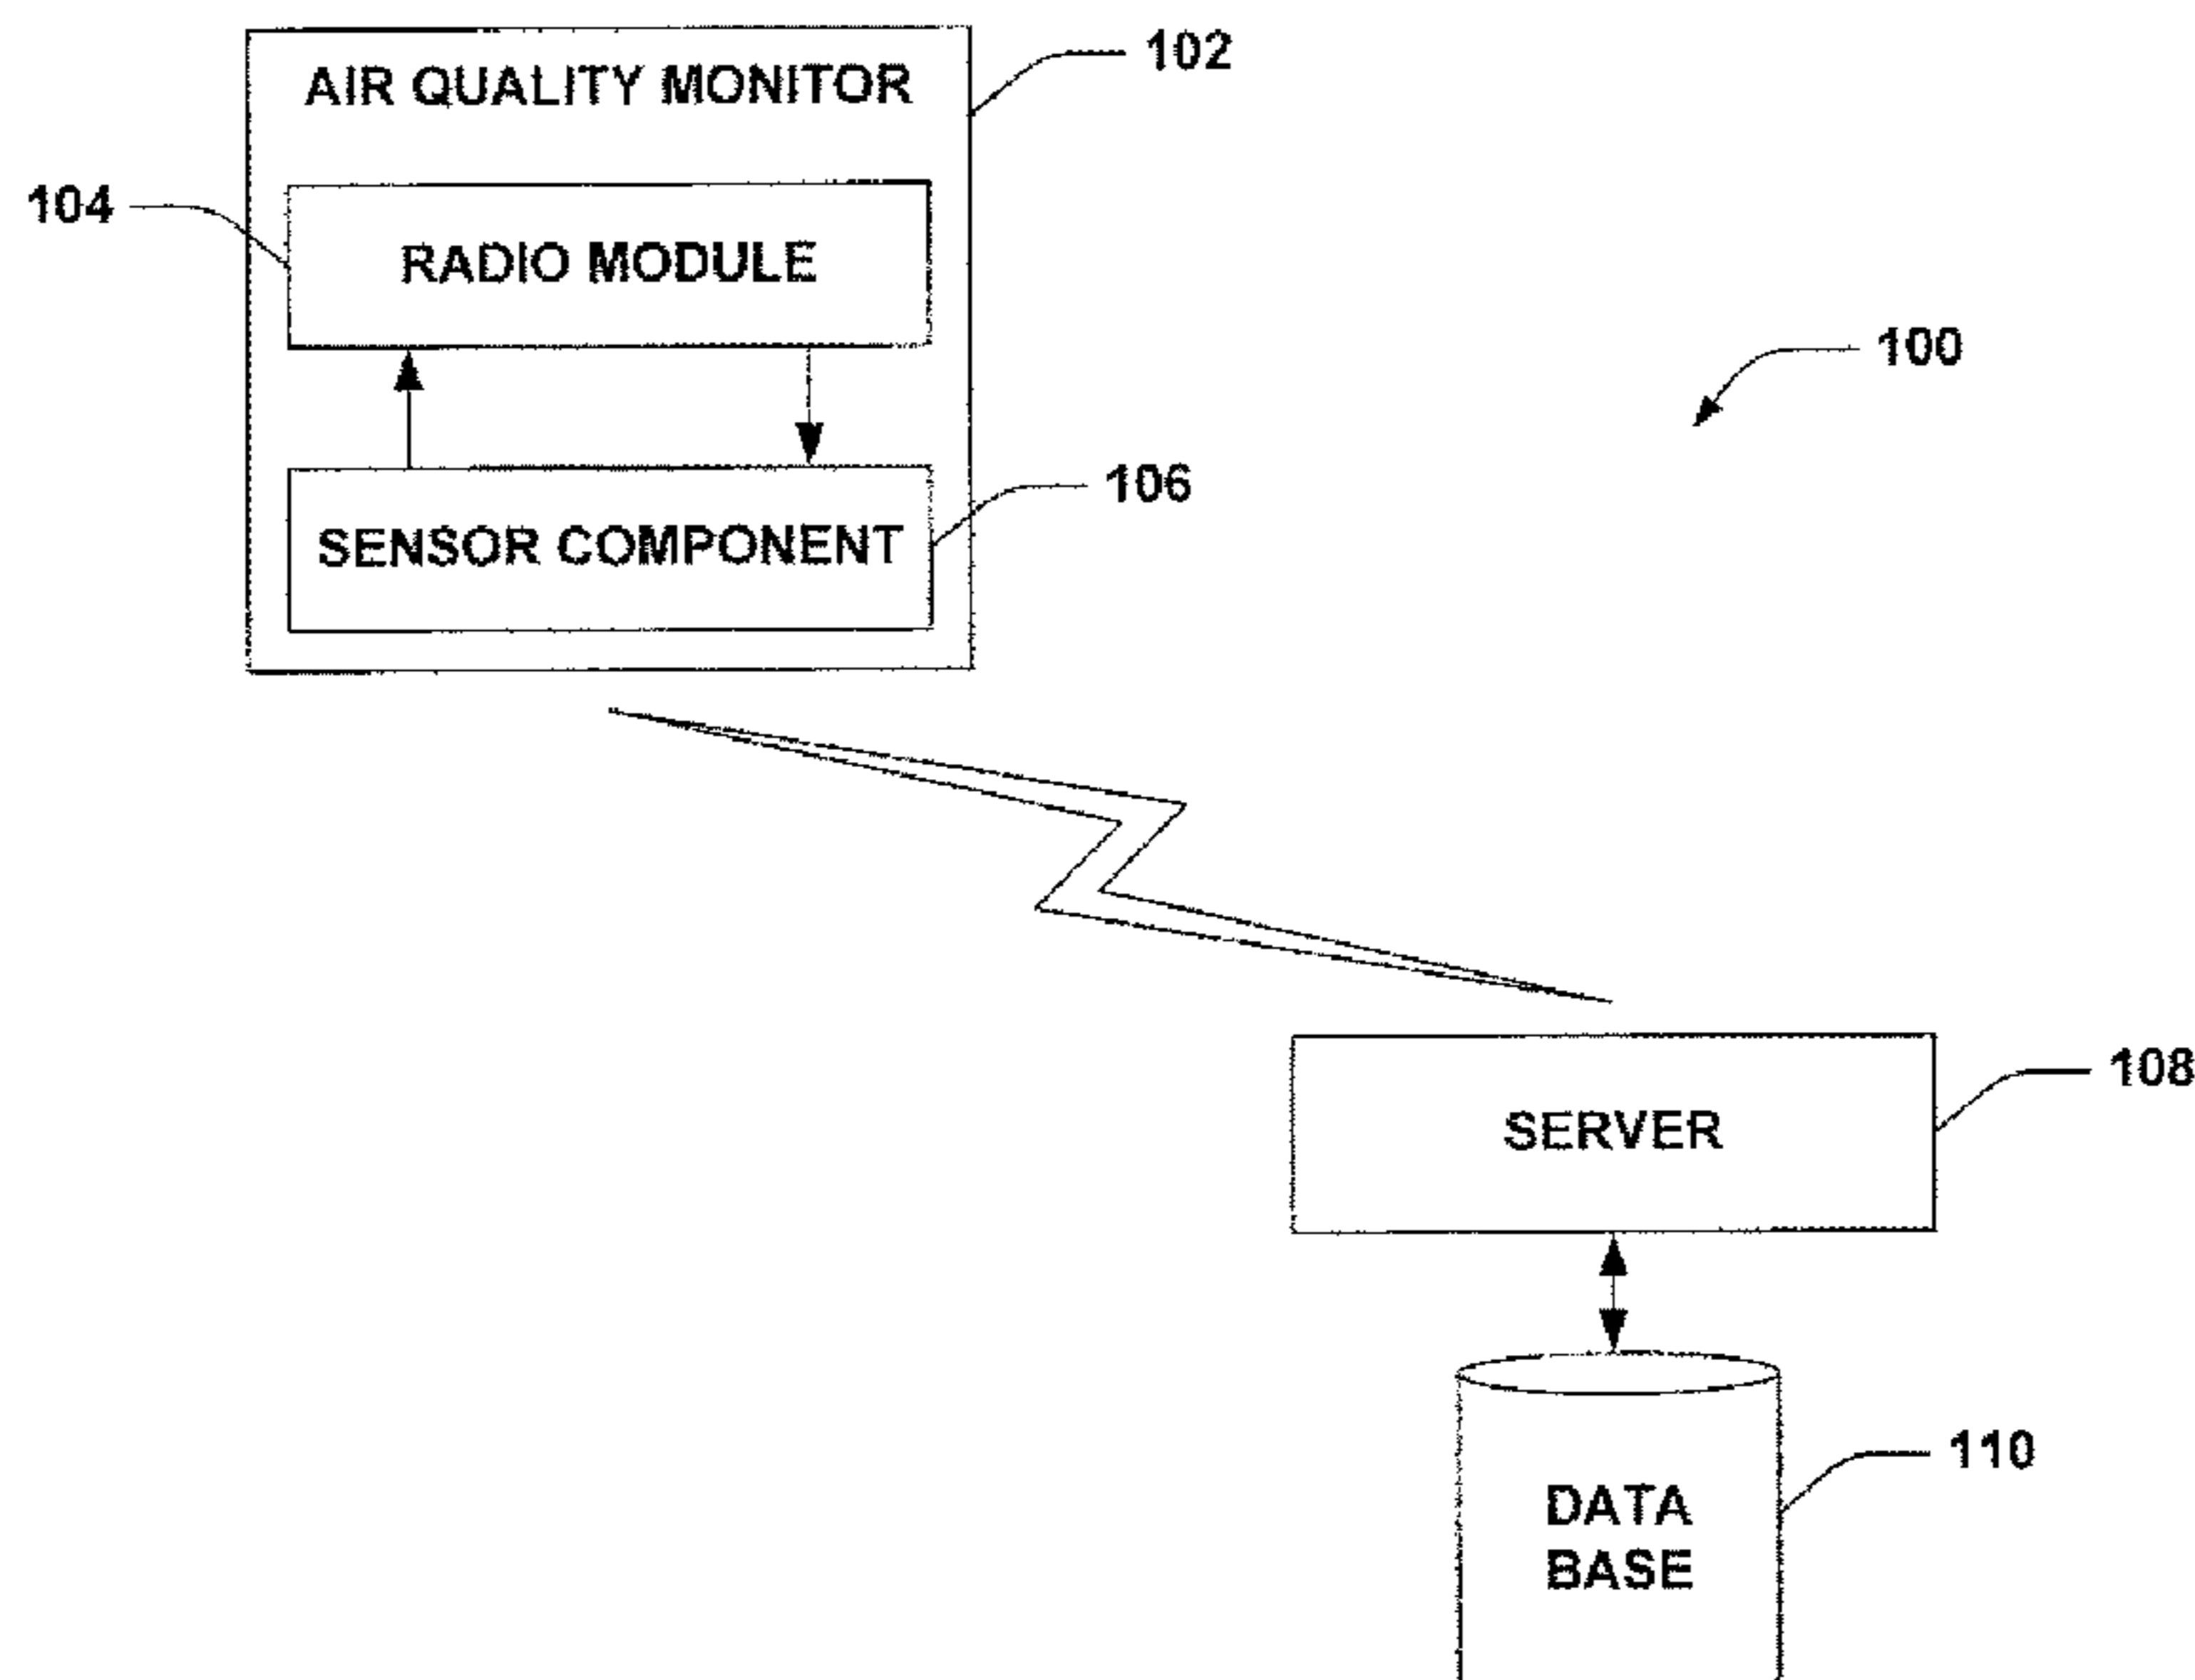 102
AIR QUALITY MONITOR
104
RADIO MODULE
100
106
SENSOR COMPONENT
108
SERVER
110
DATA
BASE